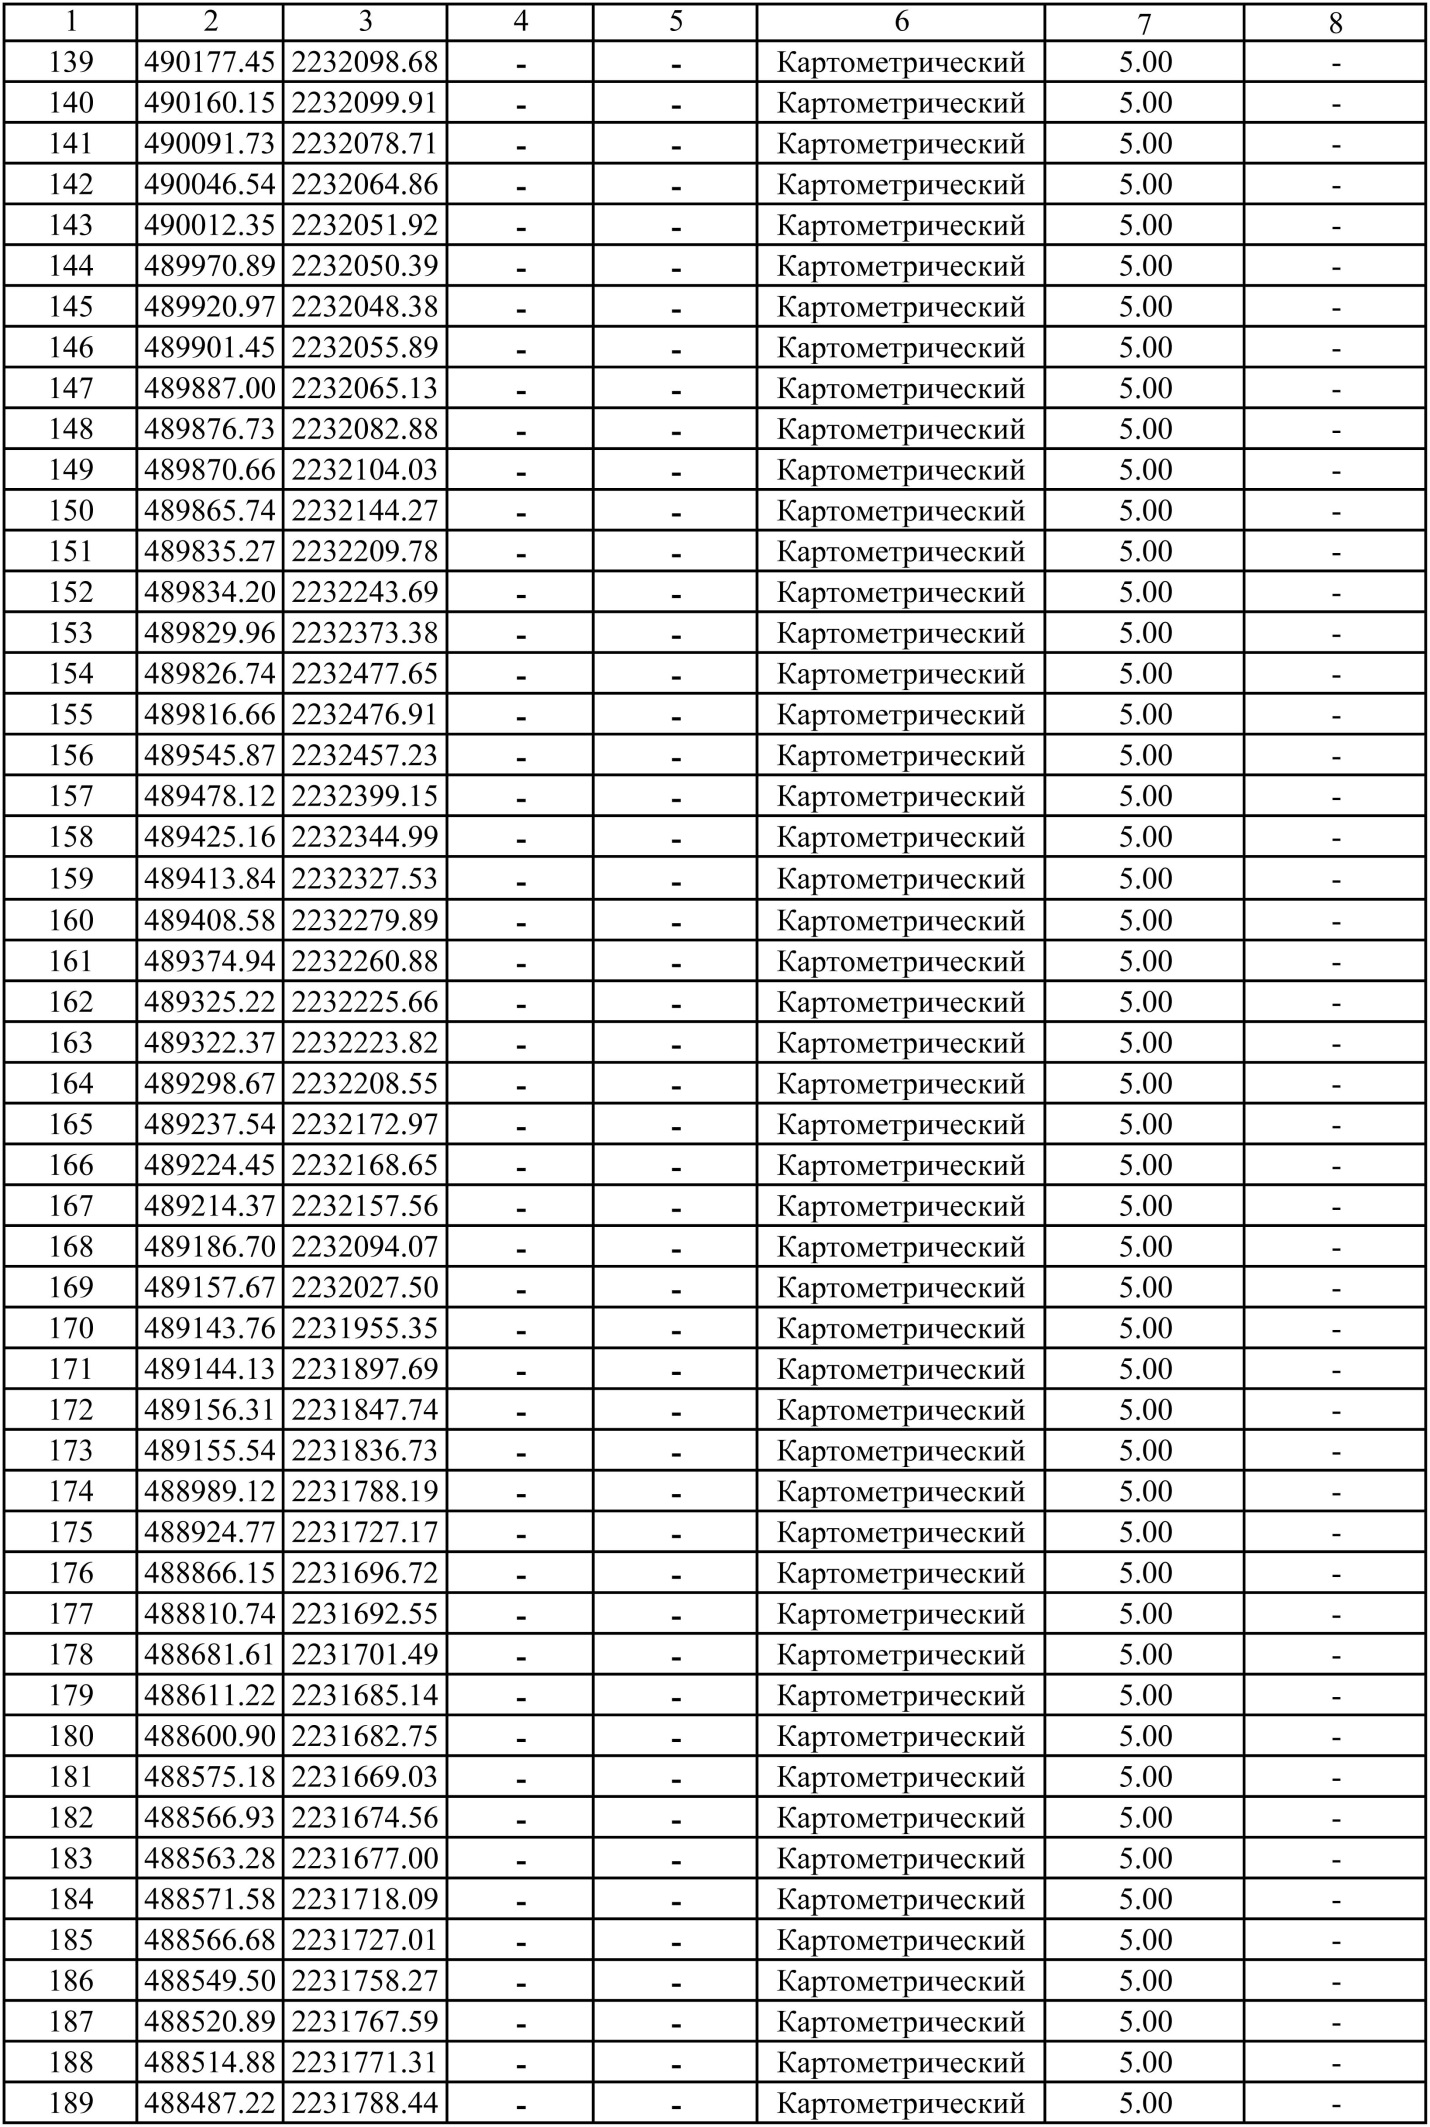 1 2 3 4 5 6 7 8
139 490177.45 2232098.68 - - Картометрический 5.00 -
140 490160.15 2232099.91 - - Картометрический 5.00 -
141 490091.73 2232078.71 - - Картометрический 5.00 -
142 490046.54 2232064.86 - - Картометрический 5.00 -
143 490012.35 2232051.92 - - Картометрический 5.00 -
144 489970.89 2232050.39 - - Картометрический 5.00 -
145 489920.97 2232048.38 - - Картометрический 5.00 -
146 489901.45 2232055.89 - - Картометрический 5.00 -
147 489887.00 2232065.13 - - Картометрический 5.00 -
148 489876.73 2232082.88 - - Картометрический 5.00 -
149 489870.66 2232104.03 - - Картометрический 5.00 -
150 489865.74 2232144.27 - - Картометрический 5.00 -
151 489835.27 2232209.78 - - Картометрический 5.00 -
152 489834.20 2232243.69 - - Картометрический 5.00 -
153 489829.96 2232373.38 - - Картометрический 5.00 -
154 489826.74 2232477.65 - - Картометрический 5.00 -
155 489816.66 2232476.91 - - Картометрический 5.00 -
156 489545.87 2232457.23 - - Картометрический 5.00 -
157 489478.12 2232399.15 - - Картометрический 5.00 -
158 489425.16 2232344.99 - - Картометрический 5.00 -
159 489413.84 2232327.53 - - Картометрический 5.00 -
160 489408.58 2232279.89 - - Картометрический 5.00 -
161 489374.94 2232260.88 - - Картометрический 5.00 -
162 489325.22 2232225.66 - - Картометрический 5.00 -
163 489322.37 2232223.82 - - Картометрический 5.00 -
164 489298.67 2232208.55 - - Картометрический 5.00 -
165 489237.54 2232172.97 - - Картометрический 5.00 -
166 489224.45 2232168.65 - - Картометрический 5.00 -
167 489214.37 2232157.56 - - Картометрический 5.00 -
168 489186.70 2232094.07 - - Картометрический 5.00 -
169 489157.67 2232027.50 - - Картометрический 5.00 -
170 489143.76 2231955.35 - - Картометрический 5.00 -
171 489144.13 2231897.69 - - Картометрический 5.00 -
172 489156.31 2231847.74 - - Картометрический 5.00 -
173 489155.54 2231836.73 - - Картометрический 5.00 -
174 488989.12 2231788.19 - - Картометрический 5.00 -
175 488924.77 2231727.17 - - Картометрический 5.00 -
176 488866.15 2231696.72 - - Картометрический 5.00 -
177 488810.74 2231692.55 - - Картометрический 5.00 -
178 488681.61 2231701.49 - - Картометрический 5.00 -
179 488611.22 2231685.14 - - Картометрический 5.00 -
180 488600.90 2231682.75 - - Картометрический 5.00 -
181 488575.18 2231669.03 - - Картометрический 5.00 -
182 488566.93 2231674.56 - - Картометрический 5.00 -
183 488563.28 2231677.00 - - Картометрический 5.00 -
184 488571.58 2231718.09 - - Картометрический 5.00 -
185 488566.68 2231727.01 - - Картометрический 5.00 -
186 488549.50 2231758.27 - - Картометрический 5.00 -
187 488520.89 2231767.59 - - Картометрический 5.00 -
188 488514.88 2231771.31 - - Картометрический 5.00 -
189 488487.22 2231788.44 - - Картометрический 5.00 -